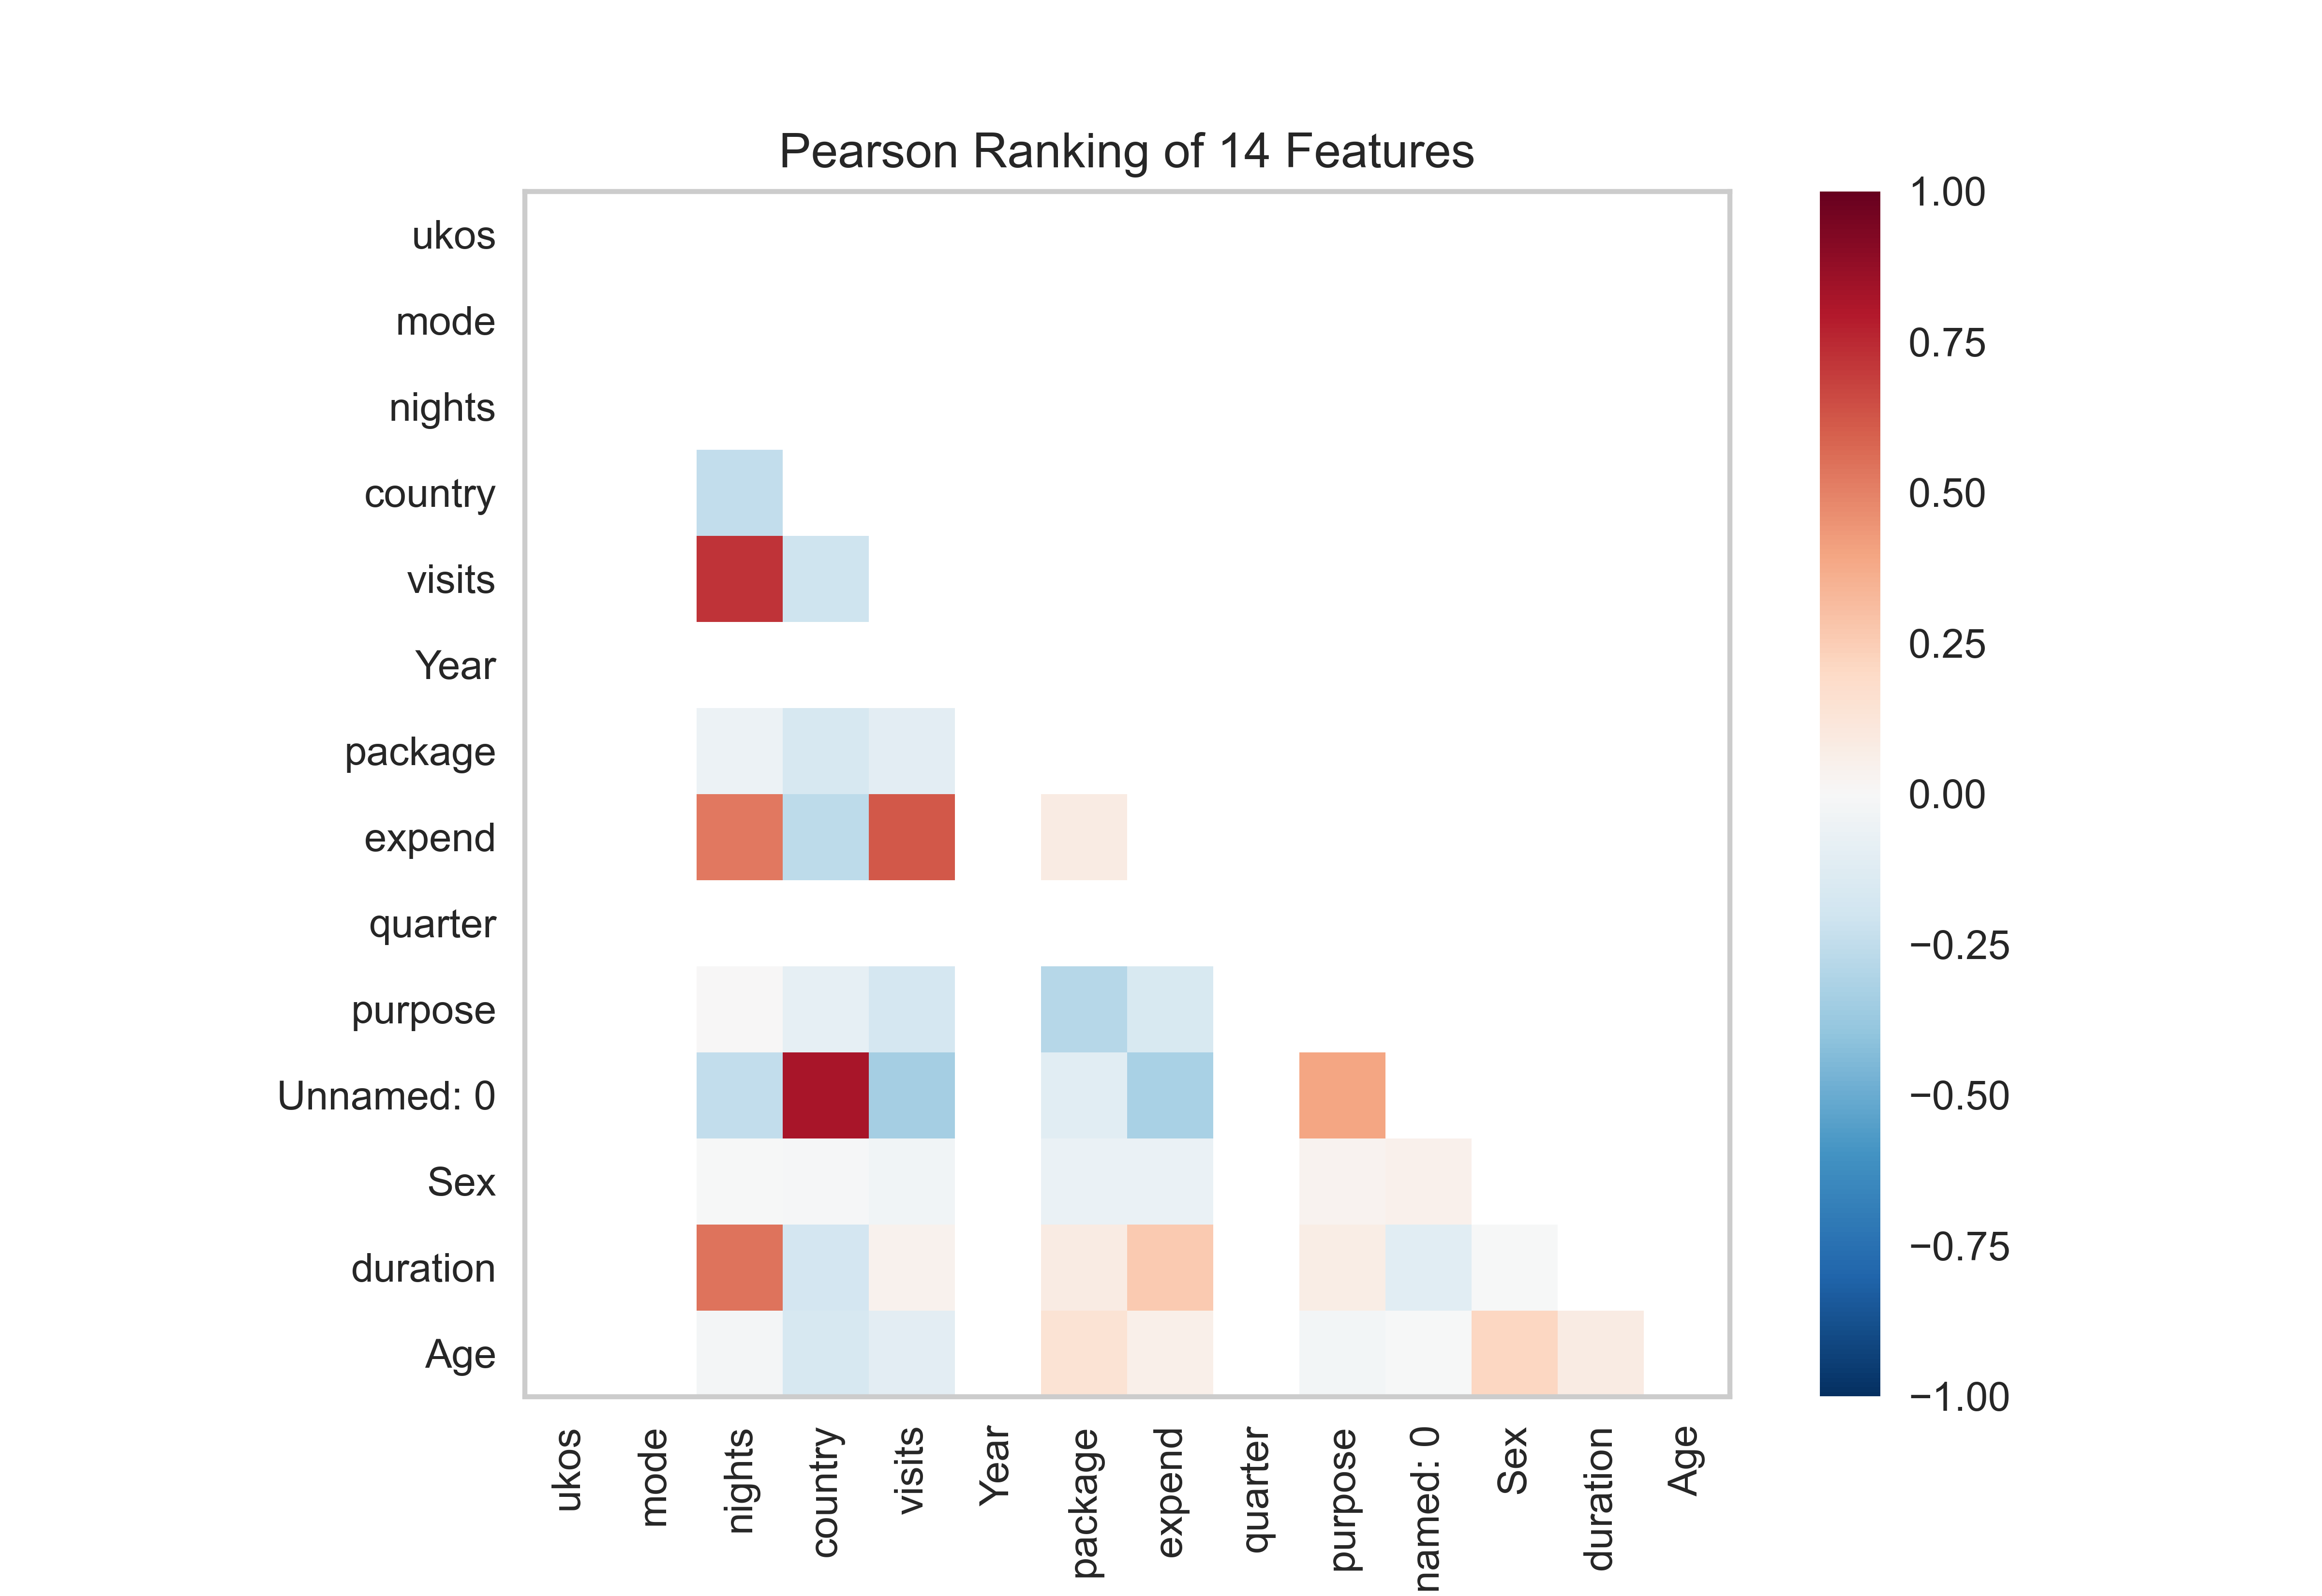 Pearson Ranking of 14 Features
ukos
mode
nights
country
visits
Year
package
expend
quarter
purpose
Unnamed: 0
Sex
duration
Age
ukos
mode
nights
country
visits
Year
package
expend
quarter
purpose
named: 0
Sex
duration
Age
1.00
0.75
0.50
0.25
0.00
−0.25
−0.50
−0.75
−1.00